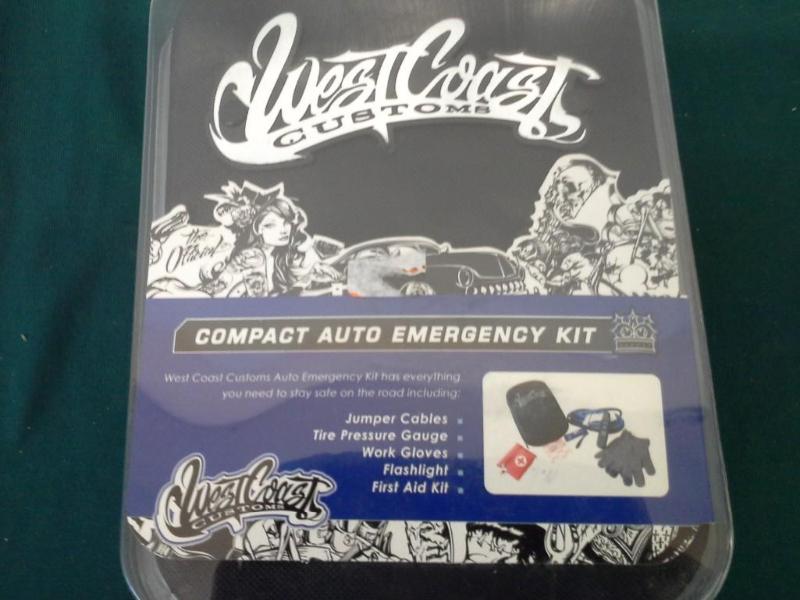 West Coast
CUSTOMS
the
Original
COMPACT AUTO EMERGENCY KIT
West Coast Customs Auto Emergency Kit has everything
you need to stay safe on the road including:
Jumper Cables
Tire Pressure Gauge
Work Gloves
Flashlight
First Aid Kit
West Coast
CUSTOMS